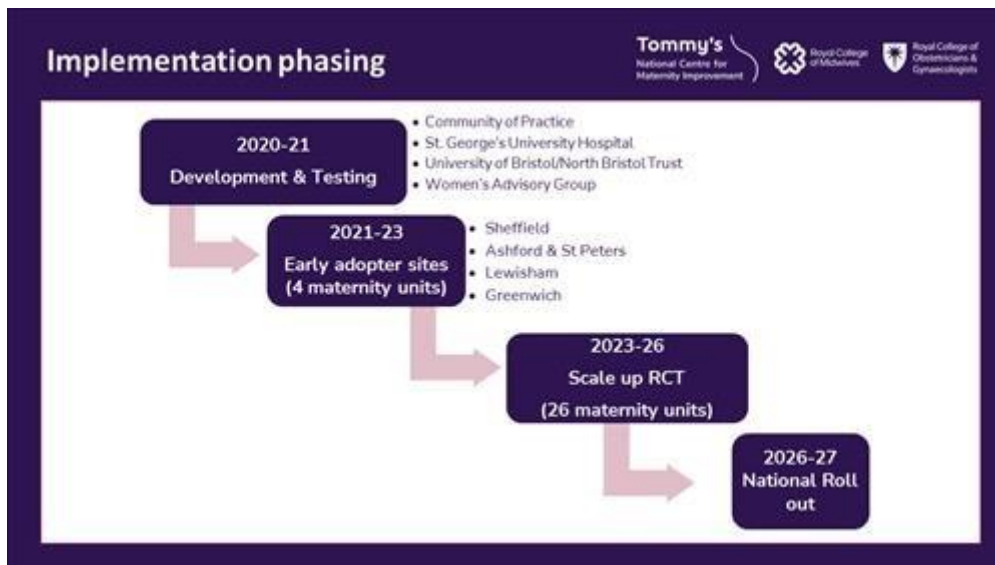 Implementation phasing
Tommy's
National Centre for
Maternity Improvement
Royal College
of Midwives
Royal College of
Obstetricians &
Gynaecologists
2020-21
Development & Testing
• Community of Practice
• St. George's University Hospital
• University of Bristol/North Bristol Trust
• Women's Advisory Group
2021-23
Early adopter sites
(4 maternity units)
• Sheffield
• Ashford & St Peters
• Lewisham
• Greenwich
2023-26
Scale up RCT
(26 maternity units)
2026-27
National Roll
out